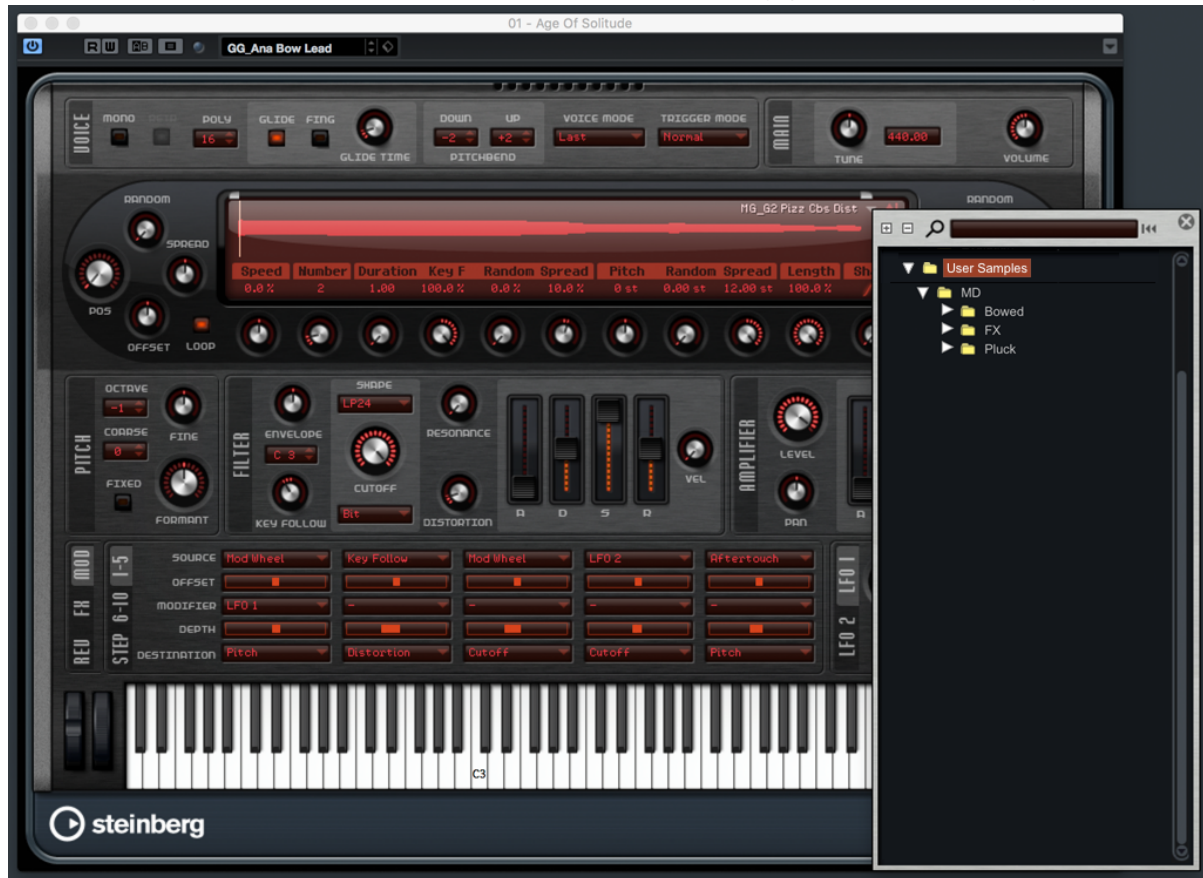 01 - Age Of Solitude
R W AB GG_Ana Bow Lead
VOICE MONO POLY GLIDE FING DOWN UP VOICE MODE TRIGGER MODE MAIN
16 -2 +2 Last Normal 440.00
GLIDE TIME PITCHBEND TUNE VOLUME
RANDOM MG_G2 Pizz Cbs Dist RANDOM
SPREAD
Speed Number Duration Key F Random Spread Pitch Random Spread Length Sh
0.0 % 2 1.00 100.0 % 0.0 % 10.0 % 0 st 0.00 st 12.00 st 100.0 %
POS
OFFSET LOOP
User Samples
MD
Bowed
FX
Pluck
PITCH OCTAVE
-1
COARSE FINE
0
FIXED
FORMANT
FILTER SHAPE
LP24
ENVELOPE RESONANCE
C 3
CUTOFF VEL
Bit
KEY FOLLOW DISTORTION A D S R
AMPLIFIER
LEVEL
PAN A
MOD FX REV
1-5 6-10 STEP
SOURCE Mod Wheel Key Follow Mod Wheel LFO 2 Aftertouch
OFFSET
MODIFIER LFO 1 - - - -
DEPTH
DESTINATION Pitch Distortion Cutoff Cutoff Pitch
LFO 1
LFO 2
C3
steinberg